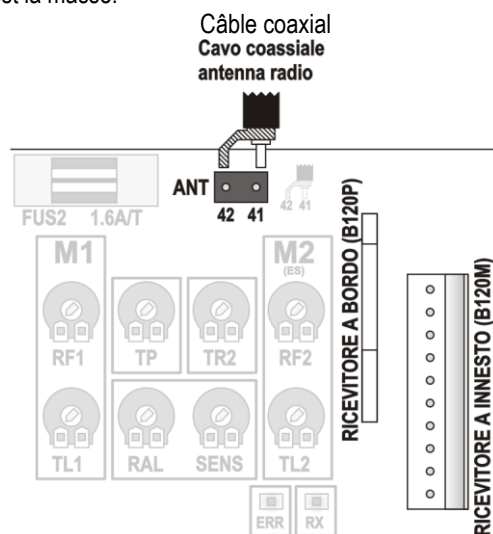 est la masse.
Câble coaxial
Cavo coassiale
antenna radio
ANT
42 41
42 41
FUS2 1.6A/T
M1
M2
(ES)
RF1
TP
TR2
RF2
TL1
RAL
SENS
TL2
ERR
RX
RICEVITORE A BORDO (B120P)
RICEVITORE A INNESTO (B120M)